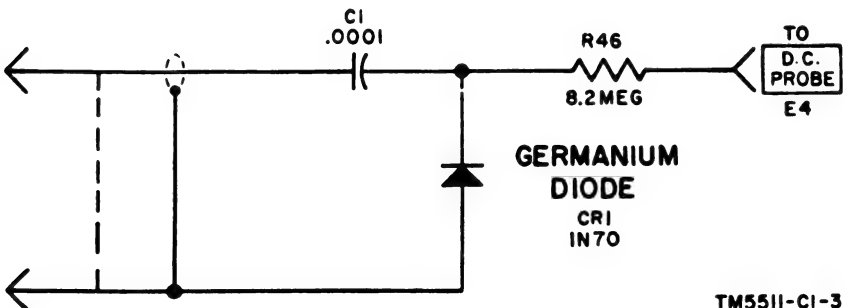 C1
.0001
R46
8.2MEG
TO
D.C.
PROBE
E4
GERMANIUM
DIODE
CR1
1N70
TM5511-C1-3